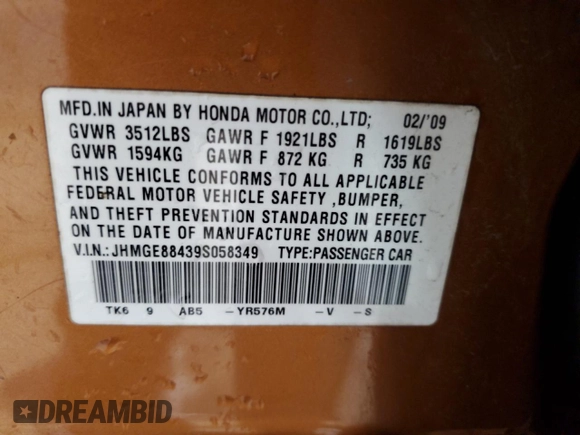 MFD.IN JAPAN BY HONDA MOTOR CO.,LTD; 02/'09
GVWR 3512LBS GAWR F 1921LBS R 1619LBS
GVWR 1594KG GAWR F 872 KG R 735 KG
THIS VEHICLE CONFORMS TO ALL APPLICABLE
FEDERAL MOTOR VEHICLE SAFETY ,BUMPER,
AND THEFT PREVENTION STANDARDS IN EFFECT
ON THE DATE OF MANUFACTURE SHOWN ABOVE.
V.I.N.: JHMGE88439S058349 TYPE:PASSENGER CAR
TK6 9 AB5 –YR576M –V –S
DREAMBID